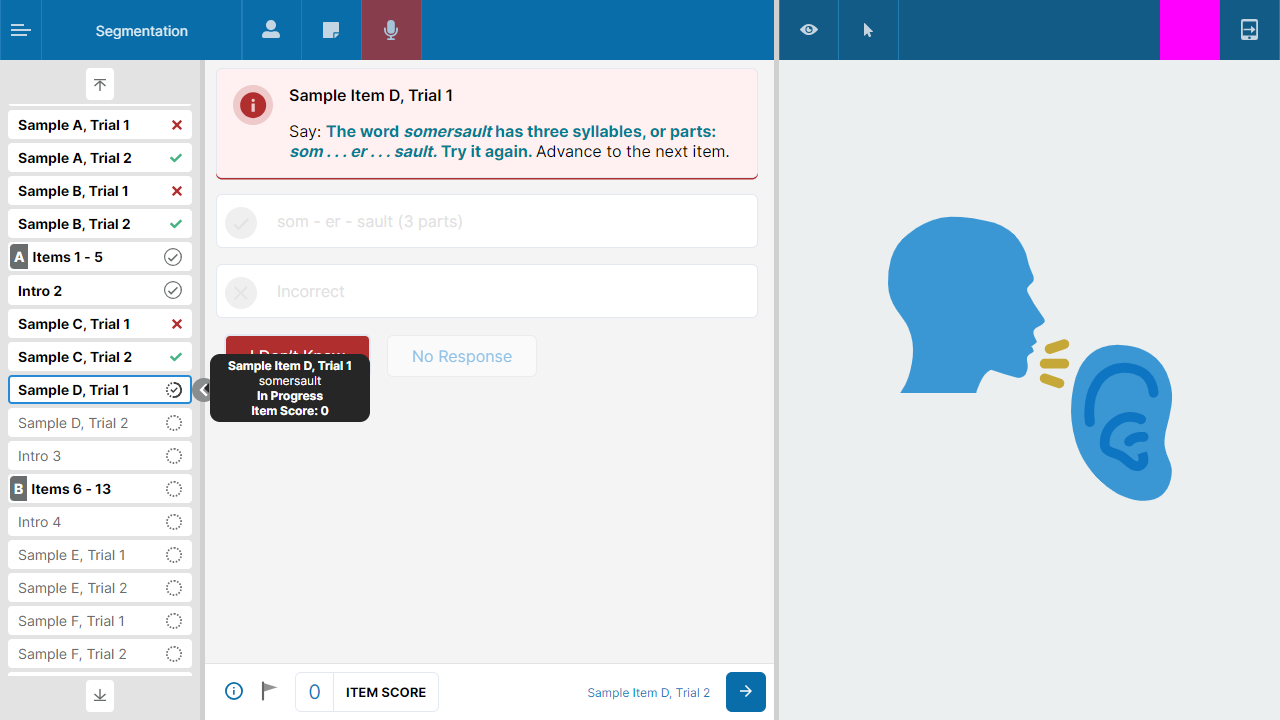 Segmentation
Sample A, Trial 1
Sample A, Trial 2
Sample B, Trial 1
Sample B, Trial 2
A Items 1 - 5
Intro 2
Sample C, Trial 1
Sample C, Trial 2
Sample D, Trial 1
Sample D, Trial 2
Intro 3
B Items 6 - 13
Intro 4
Sample E, Trial 1
Sample E, Trial 2
Sample F, Trial 1
Sample F, Trial 2
Sample Item D, Trial 1
Say: The word somersault has three syllables, or parts:
som . . . er . . . sault. Try it again. Advance to the next item.
som - er - sault (3 parts)
Incorrect
I Don't Know
No Response
Sample Item D, Trial 1
somersault
In Progress
Item Score: 0
0 ITEM SCORE
Sample Item D, Trial 2